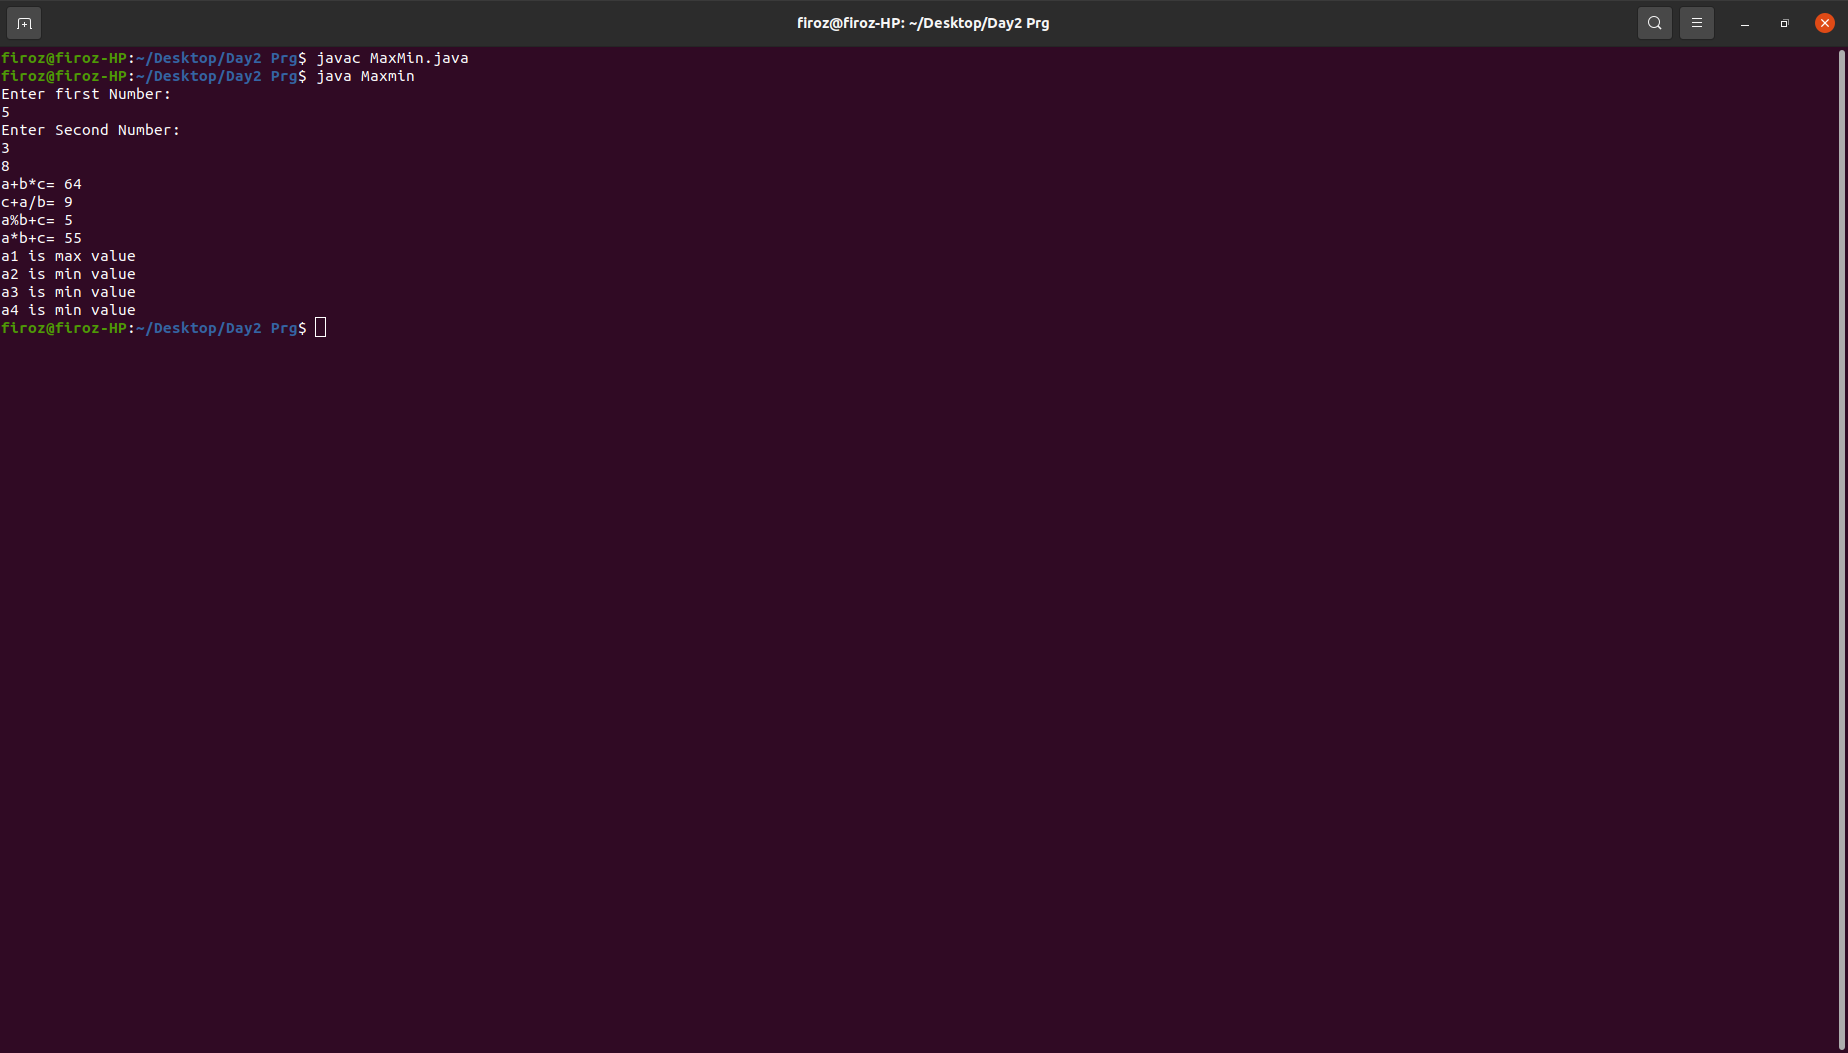 firoz@firoz-HP: ~/Desktop/Day2 Prg
firoz@firoz-HP:~/Desktop/Day2 Prg$ javac MaxMin.java
firoz@firoz-HP:~/Desktop/Day2 Prg$ java Maxmin
Enter first Number:
5
Enter Second Number:
3
8
a+b*c= 64
c+a/b= 9
a%b+c= 5
a*b+c= 55
a1 is max value
a2 is min value
a3 is min value
a4 is min value
firoz@firoz-HP:~/Desktop/Day2 Prg$